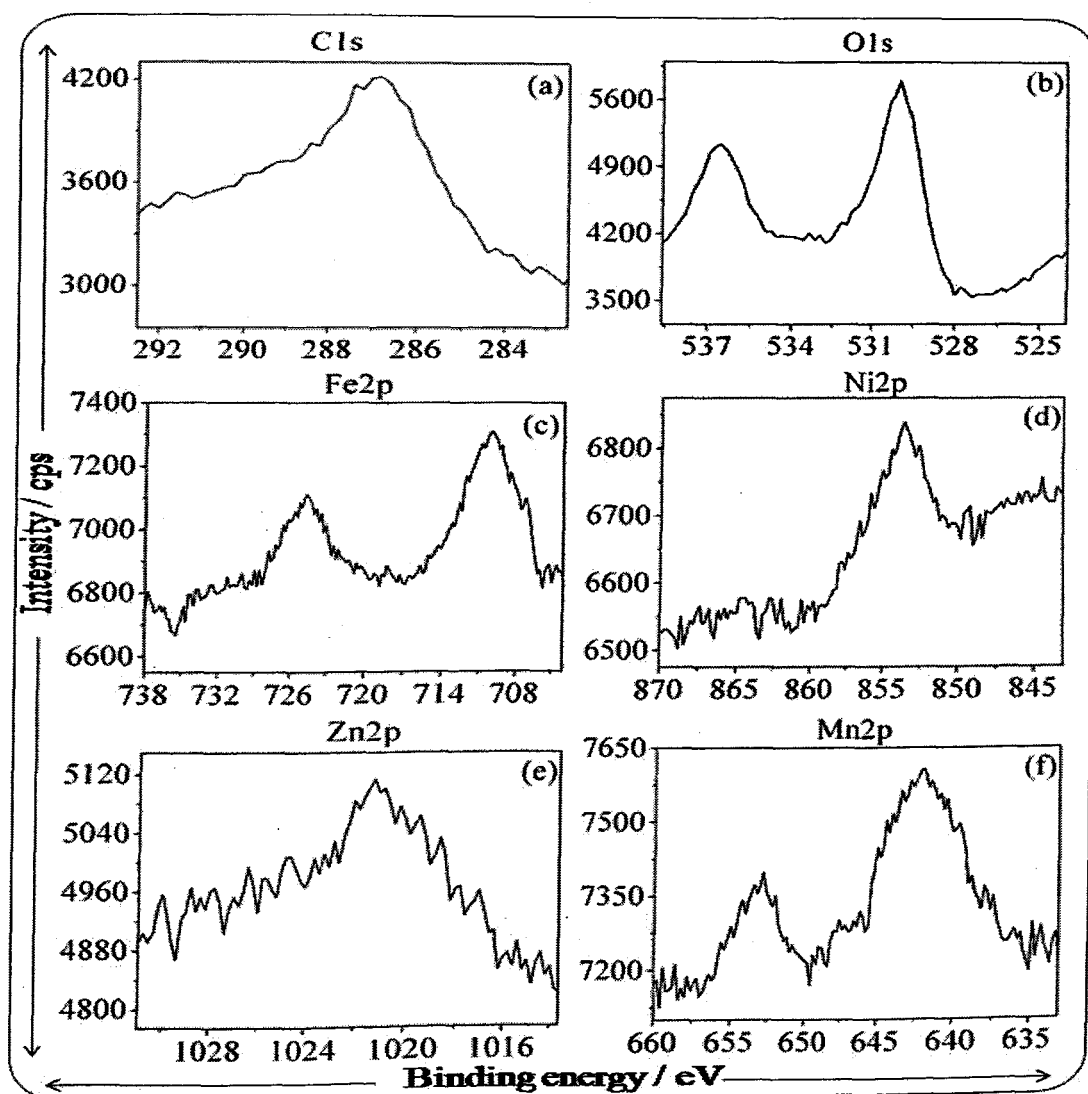 C1s
O1s
(a)
4200
3600
3000
292 290 288 286 284
(b)
5600
4900
4200
3500
537 534 531 528 525
Fe2p
Ni2p
(c)
7400
7200
7000
6800
6600
738 732 726 720 714 708
(d)
6800
6700
6600
6500
870 865 860 855 850 845
Zn2p
Mn2p
(e)
5120
5040
4960
4880
4800
1028 1024 1020 1016
(f)
7650
7500
7350
7200
660 655 650 645 640 635
Intensity / cps
Binding energy / eV